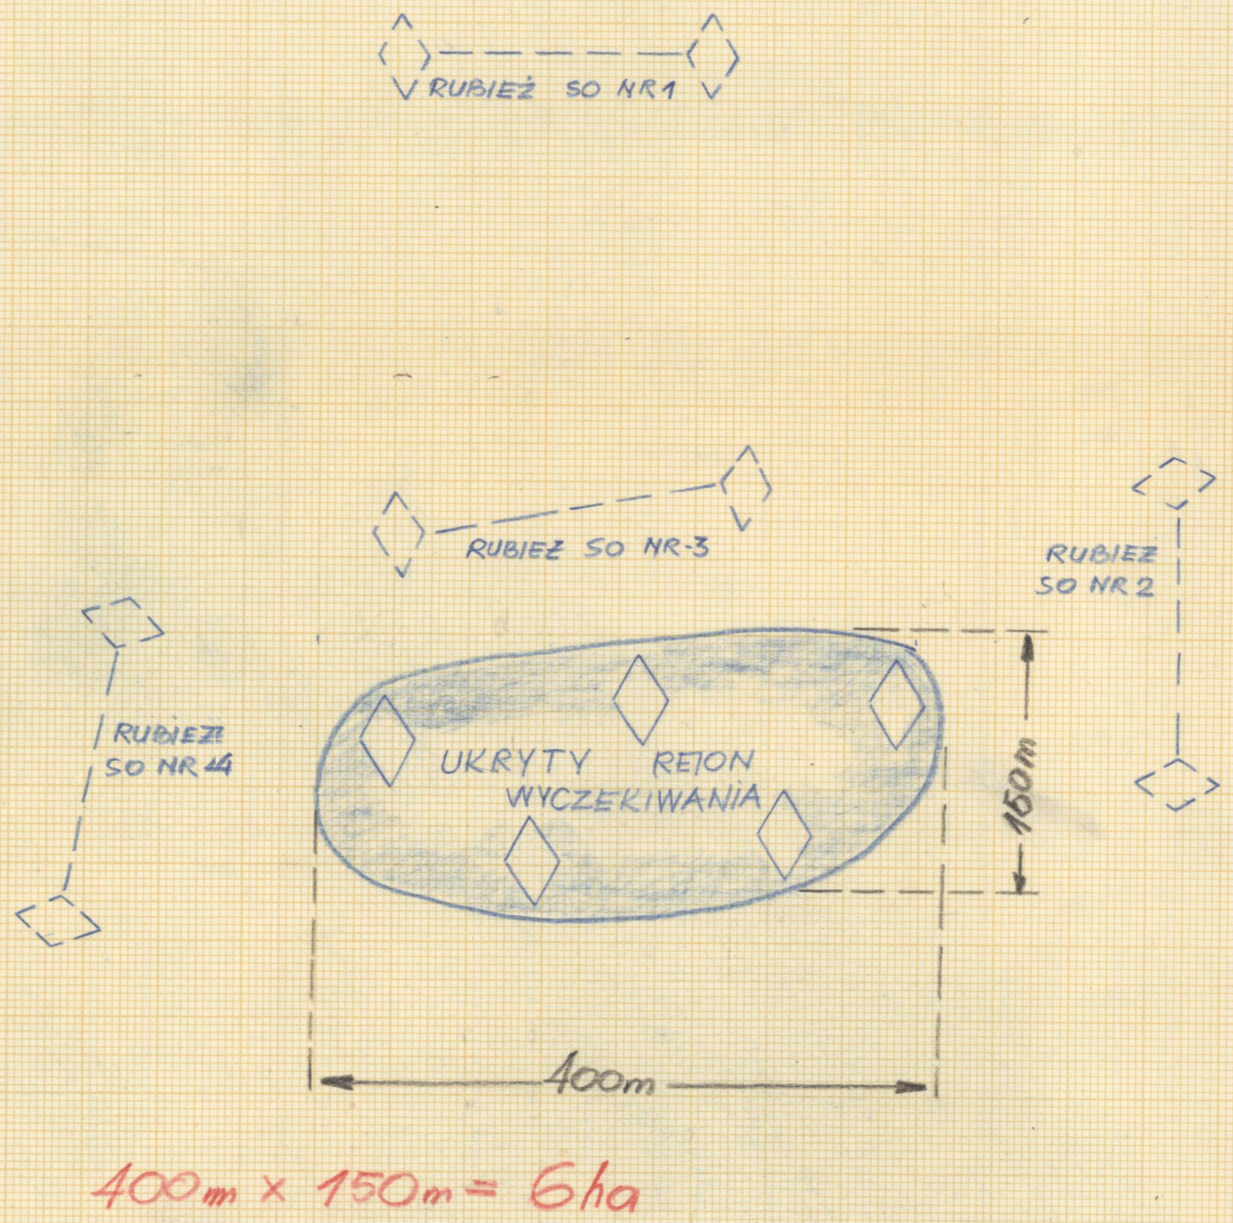 RUBIEŻ SO NR1
RUBIEŻ SO NR-3
RUBIEŻ
SO NR 2
RUBIEŻ
SO NR-4
UKRYTY REJON
WYCZEKIWANIA
150m
400m
400m × 150m = 6ha